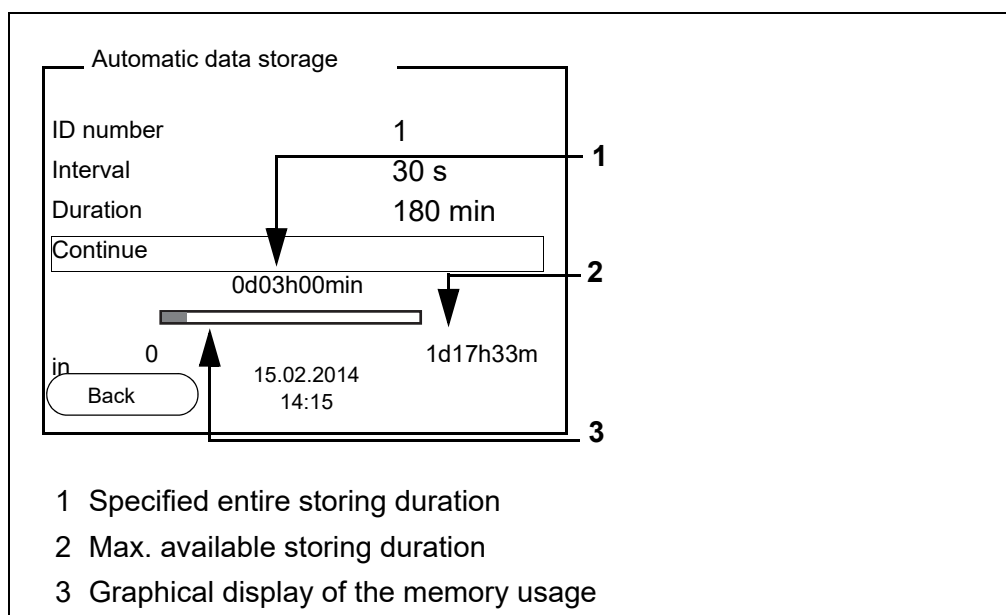 Automatic data storage
ID number 1
Interval 30 s
Duration 180 min
Continue
0d03h00min
0 1d17h33m
in
Back
15.02.2014
14:15
1
2
3
1 Specified entire storing duration
2 Max. available storing duration
3 Graphical display of the memory usage